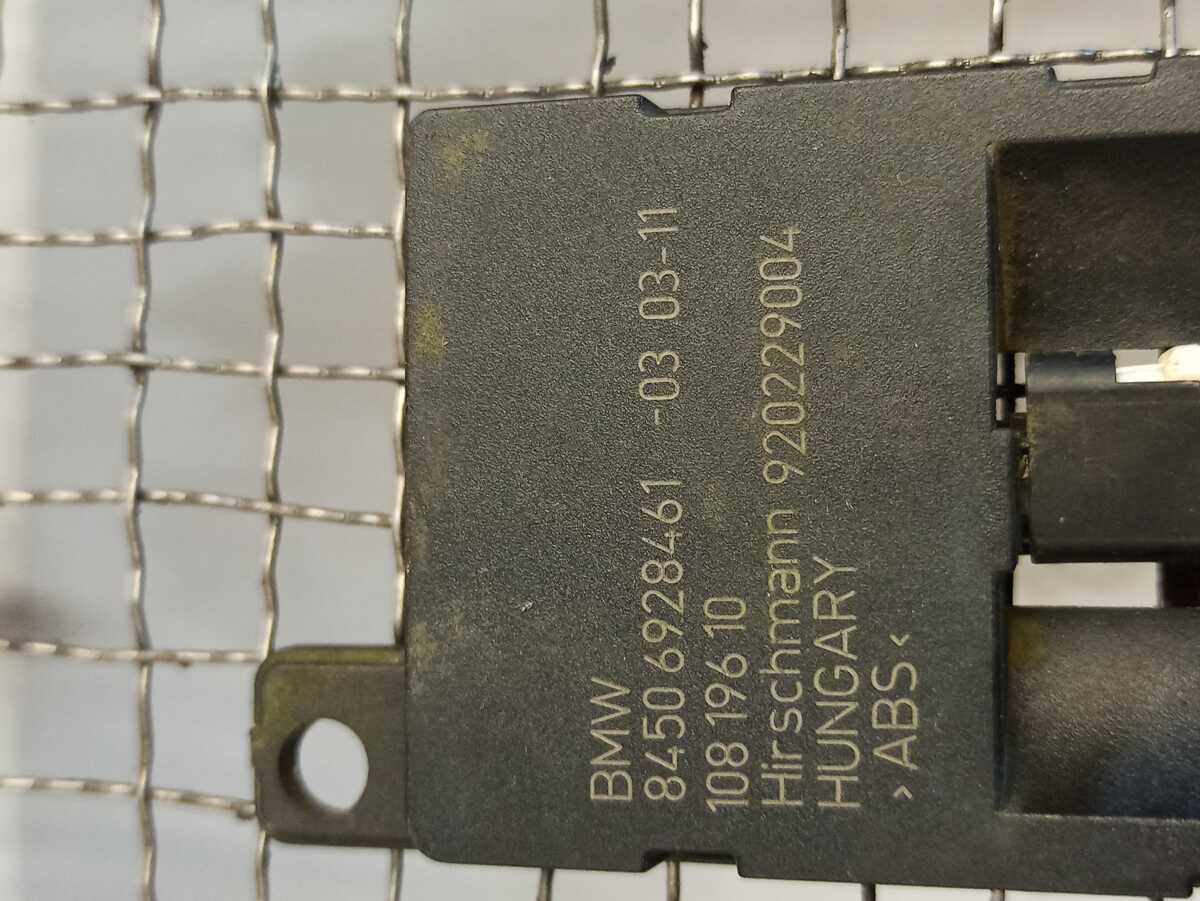 BMW
8450 6928461 -03 03-11
108 196 10
Hirschmann 920229004
HUNGARY
>ABS<